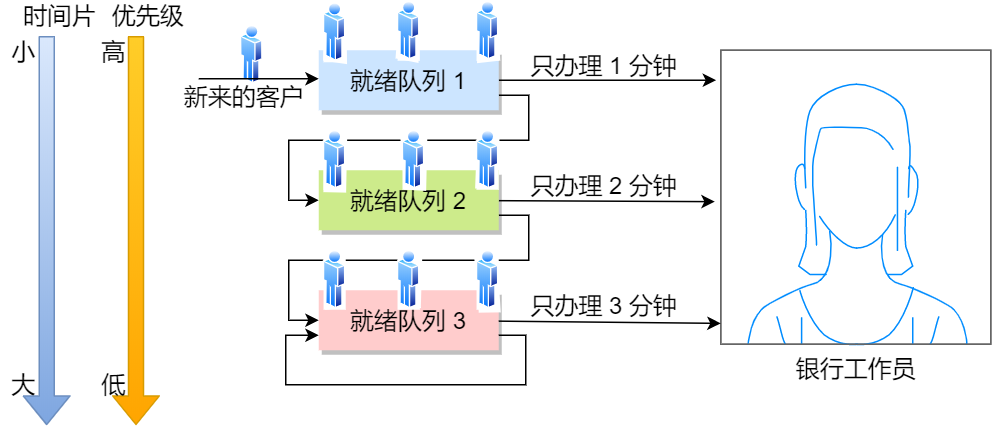 时间片 优先级
小 高
新来的客户
就绪队列 1
只办理 1 分钟
就绪队列 2
只办理 2 分钟
就绪队列 3
只办理 3 分钟
大 低
银行工作员